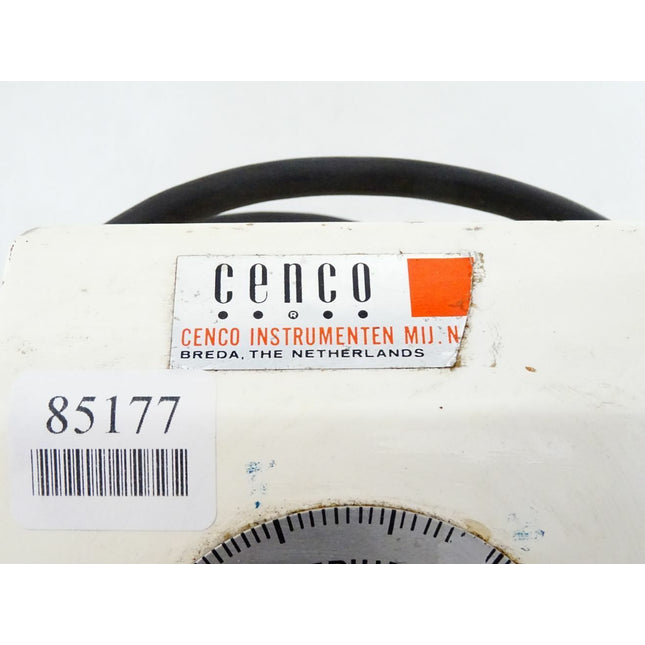 cenco
®
CENCO INSTRUMENTEN MIJ. N
BREDA, THE NETHERLANDS
85177